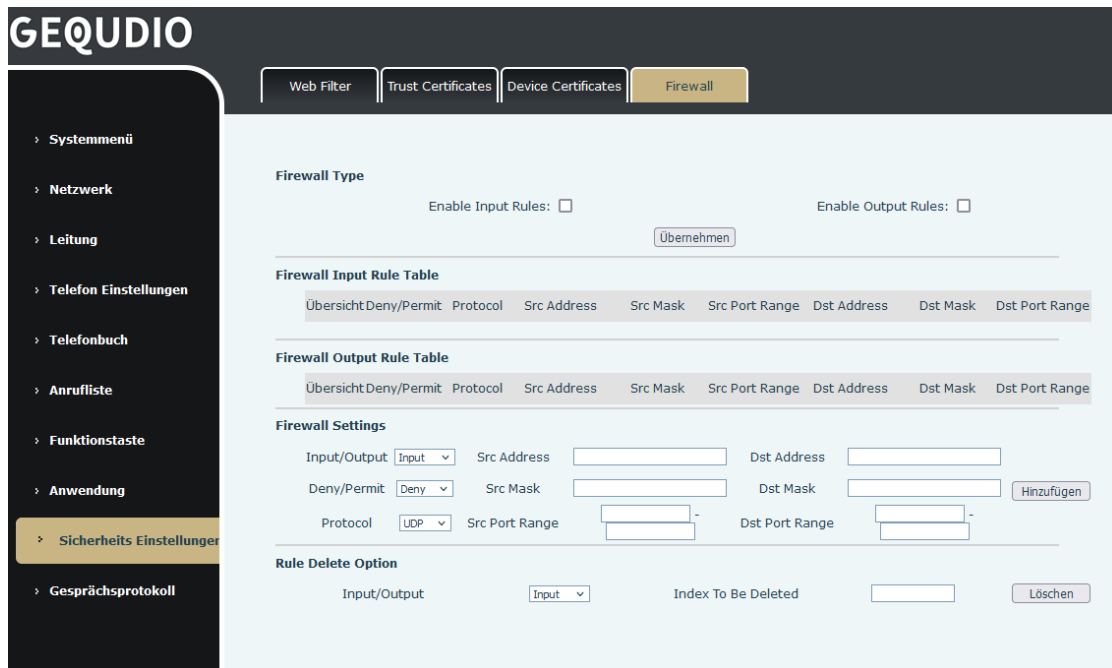 GEQUDIO
Web Filter
Trust Certificates
Device Certificates
Firewall
Systemmenü
Netzwerk
Leitung
Telefon Einstellungen
Telefonbuch
Anrufliste
Funktionstaste
Anwendung
Sicherheits Einstellungen
Gesprächsprotokoll
Firewall Type
Enable Input Rules: Enable Output Rules:
Übernehmen
Firewall Input Rule Table
Übersicht Deny/Permit Protocol Src Address Src Mask Src Port Range Dst Address Dst Mask Dst Port Range
Firewall Output Rule Table
Übersicht Deny/Permit Protocol Src Address Src Mask Src Port Range Dst Address Dst Mask Dst Port Range
Firewall Settings
Input/Output Input Src Address Dst Address
Deny/Permit Deny Src Mask Dst Mask Hinzufügen
Protocol UDP Src Port Range - Dst Port Range -
Rule Delete Option
Input/Output Input Index To Be Deleted Löschen